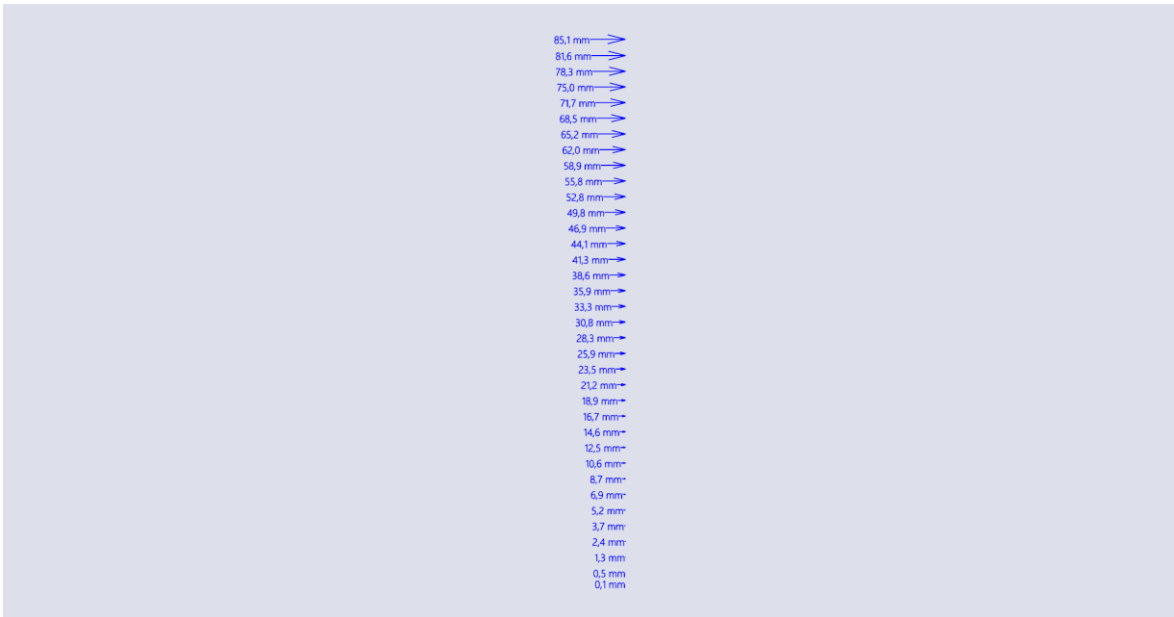 85,1 mm
81,6 mm
78,3 mm
75,0 mm
71,7 mm
68,5 mm
65,2 mm
62,0 mm
58,9 mm
55,8 mm
52,8 mm
49,8 mm
46,9 mm
44,1 mm
41,3 mm
38,6 mm
35,9 mm
33,3 mm
30,8 mm
28,3 mm
25,9 mm
23,5 mm
21,2 mm
18,9 mm
16,7 mm
14,6 mm
12,5 mm
10,6 mm
8,7 mm
6,9 mm
5,2 mm
3,7 mm
2,4 mm
1,3 mm
0,5 mm
0,1 mm